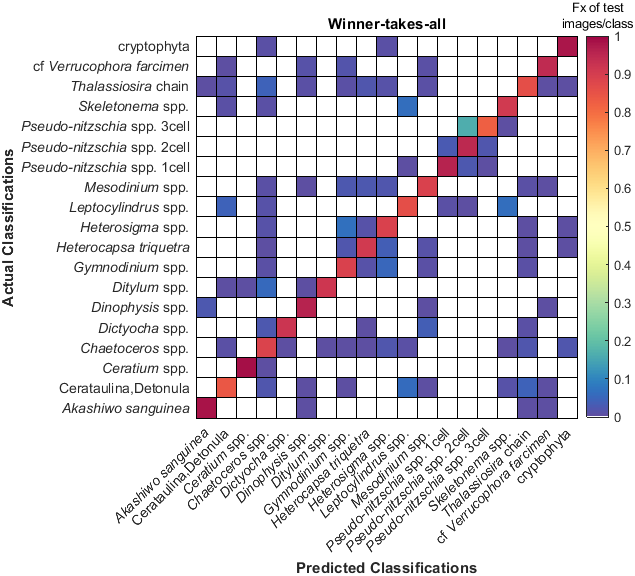 Winner-takes-all
Fx of test
images/class
Actual Classifications
cryptophyta
cf Verrucophora farcimen
Thalassiosira chain
Skeletonema spp.
Pseudo-nitzschia spp. 3cell
Pseudo-nitzschia spp. 2cell
Pseudo-nitzschia spp. 1cell
Mesodinium spp.
Leptocylindrus spp.
Heterosigma spp.
Heterocapsa triquetra
Gymnodinium spp.
Ditylum spp.
Dinophysis spp.
Dictyocha spp.
Chaetoceros spp.
Ceratium spp.
Cerataulina,Detonula
Akashiwo sanguinea
1
0.9
0.8
0.7
0.6
0.5
0.4
0.3
0.2
0.1
0
Akashiwo sanguinea
Cerataulina,Detonula
Ceratium spp.
Chaetoceros spp.
Dictyocha spp.
Dinophysis spp.
Ditylum spp.
Gymnodinium spp.
Heterocapsa triquetra
Heterosigma spp.
Leptocylindrus spp.
Mesodinium spp.
Pseudo-nitzschia spp. 1cell
Pseudo-nitzschia spp. 2cell
Pseudo-nitzschia spp. 3cell
Skeletonema spp.
Thalassiosira chain
cf Verrucophora farcimen
cryptophyta
Predicted Classifications